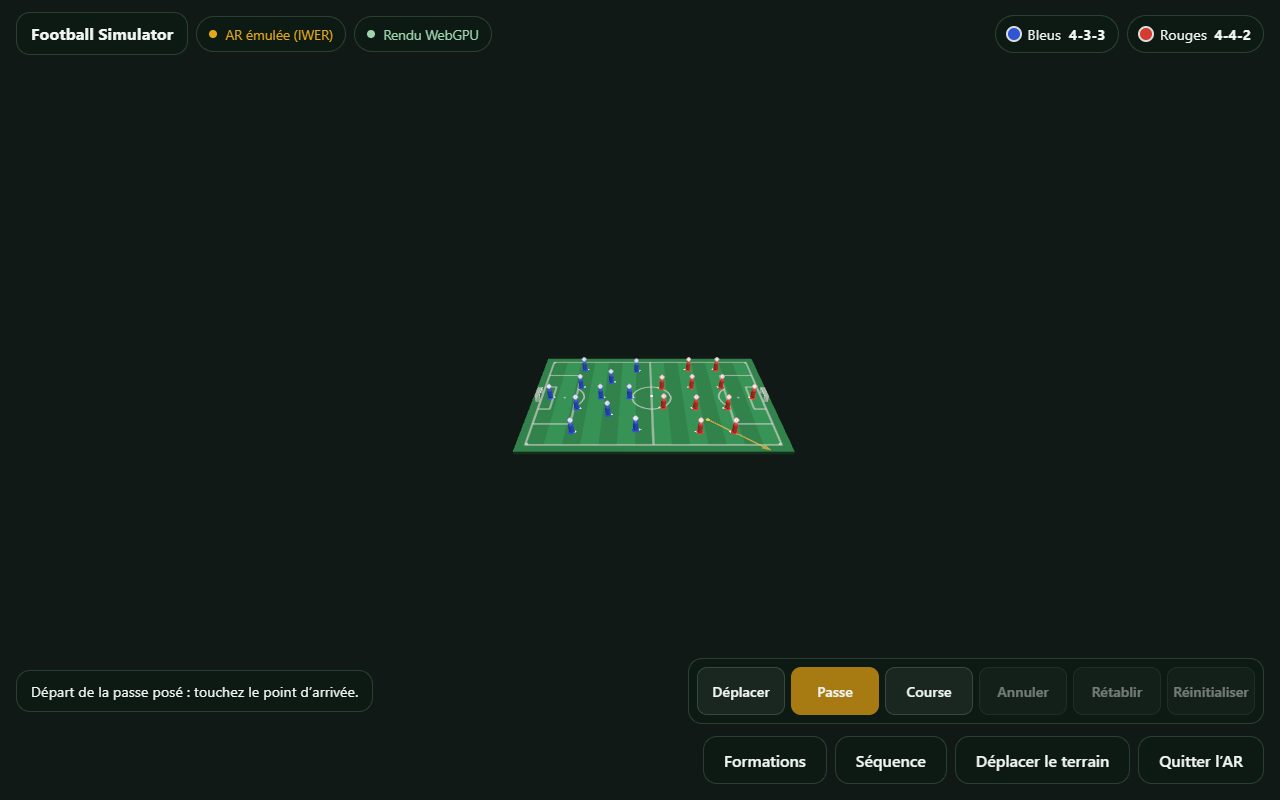 Football Simulator
AR émulée (IWER)
Rendu WebGPU
Bleus 4-3-3
Rouges 4-4-2
Départ de la passe posé : touchez le point d’arrivée.
Déplacer
Passe
Course
Annuler
Rétablir
Réinitialiser
Formations
Séquence
Déplacer le terrain
Quitter l’AR